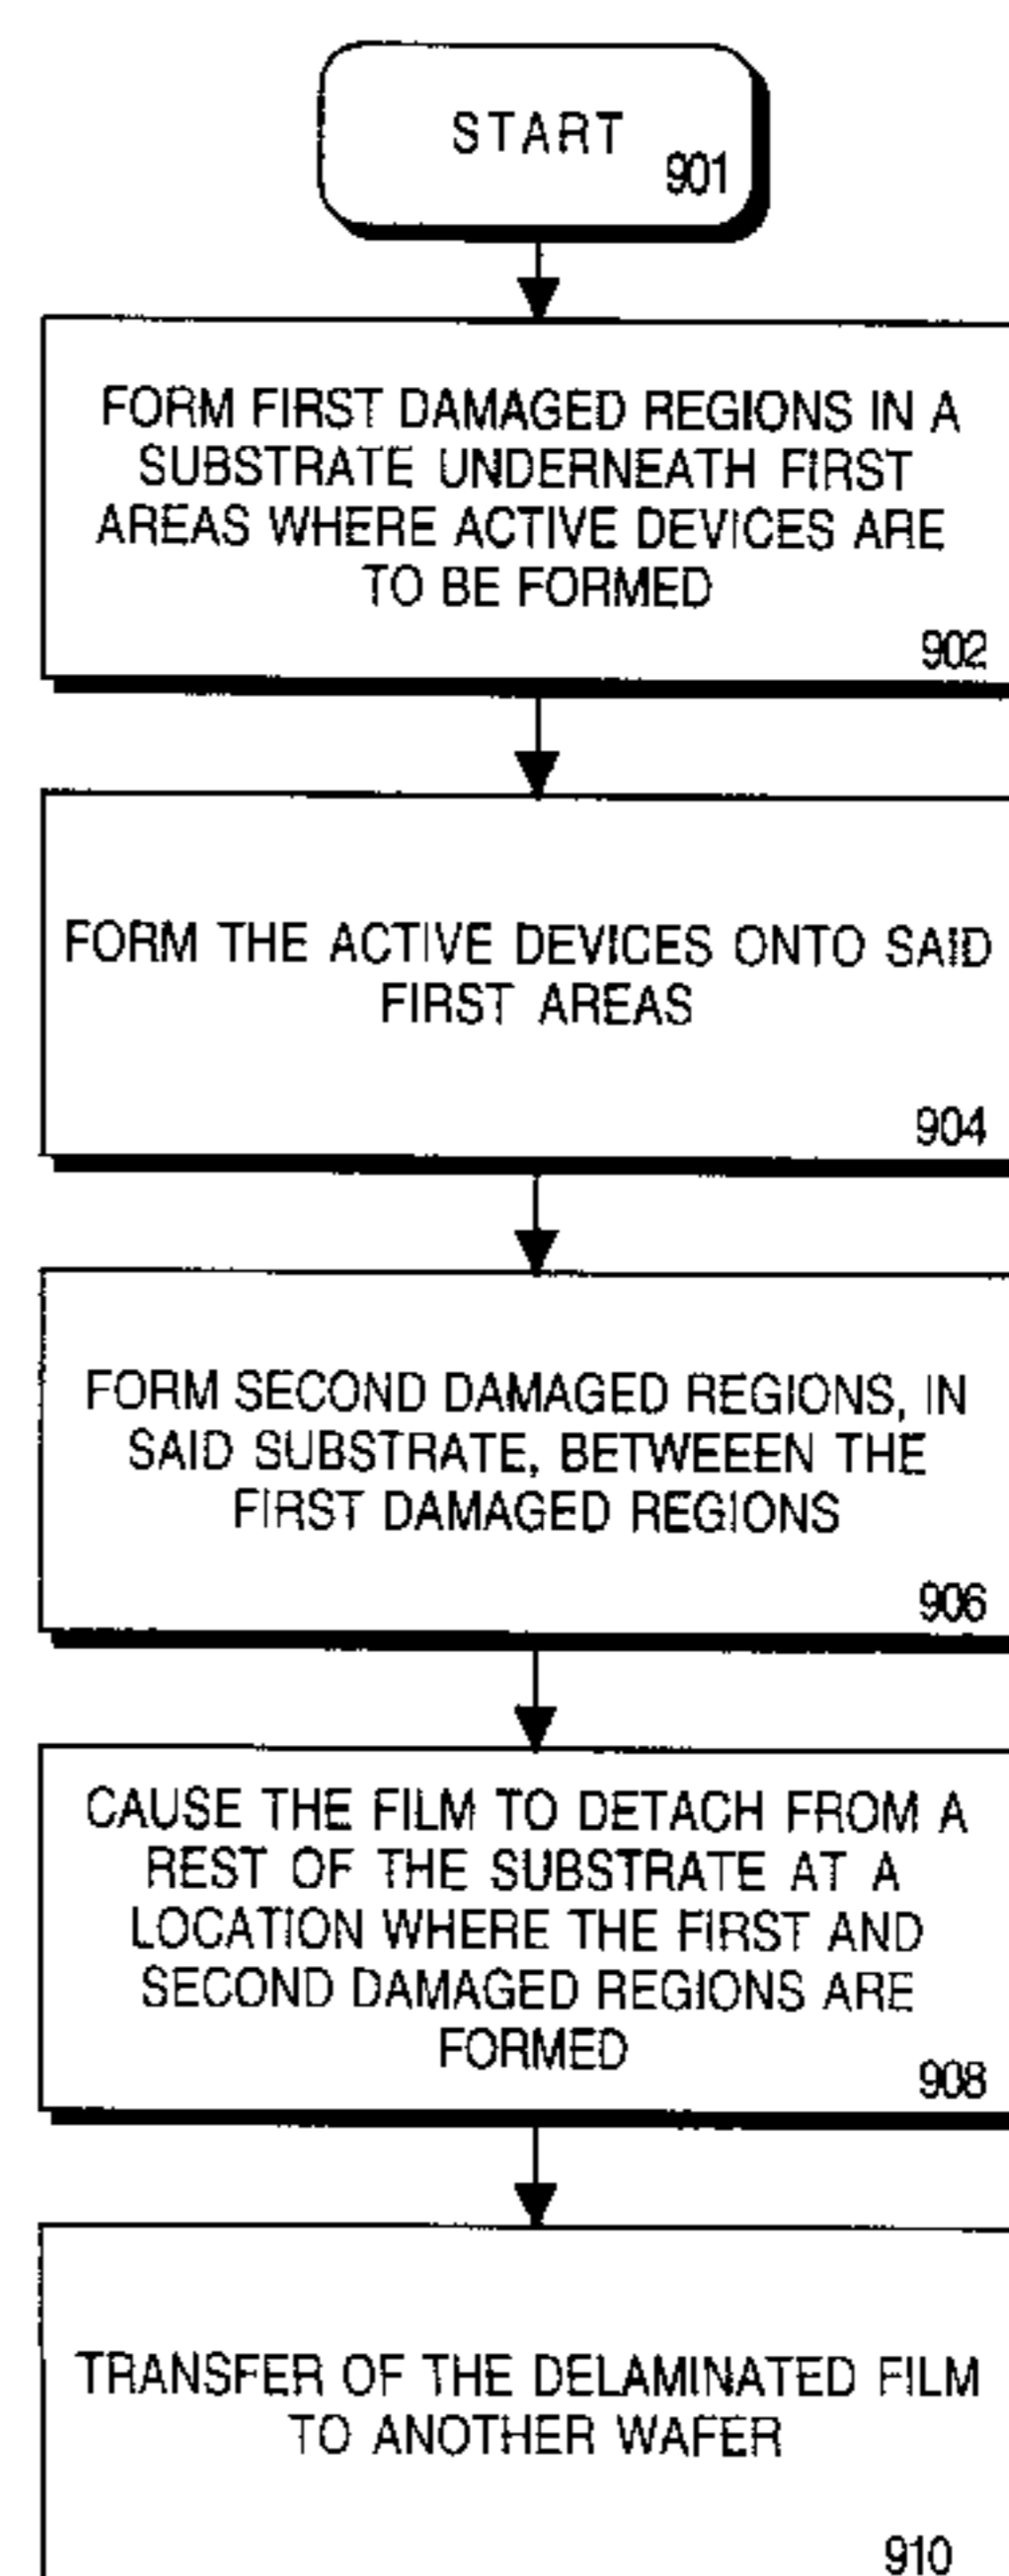 START
901
FORM FIRST DAMAGED REGIONS IN A
SUBSTRATE UNDERNEATH FIRST
AREAS WHERE ACTIVE DEVICES ARE
TO BE FORMED
902
FORM THE ACTIVE DEVICES ONTO SAID
FIRST AREAS
904
FORM SECOND DAMAGED REGIONS, IN
SAID SUBSTRATE, BETWEEEN THE
FIRST DAMAGED REGIONS
906
CAUSE THE FILM TO DETACH FROM A
REST OF THE SUBSTRATE AT A
LOCATION WHERE THE FIRST AND
SECOND DAMAGED REGIONS ARE
FORMED
908
TRANSFER OF THE DELAMINATED FILM
TO ANOTHER WAFER
910